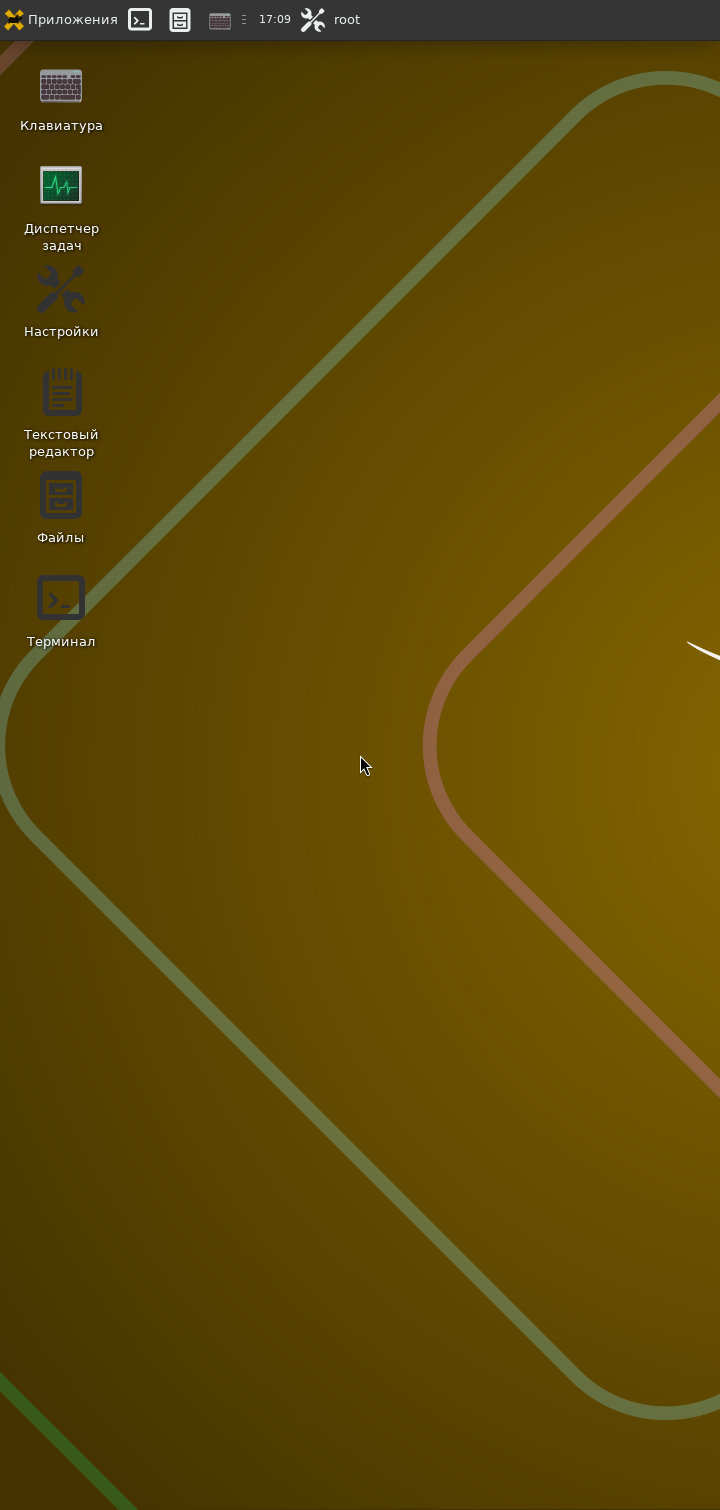 Приложения
17:09
root
Клавиатура
Диспетчер
задач
Настройки
Текстовый
редактор
Файлы
Терминал